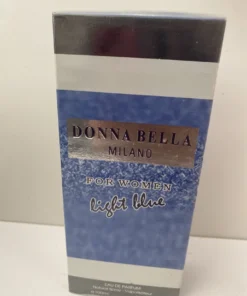 DONNA BELLA
MILANO
FOR WOMEN
light blue
EAU DE PARFUM